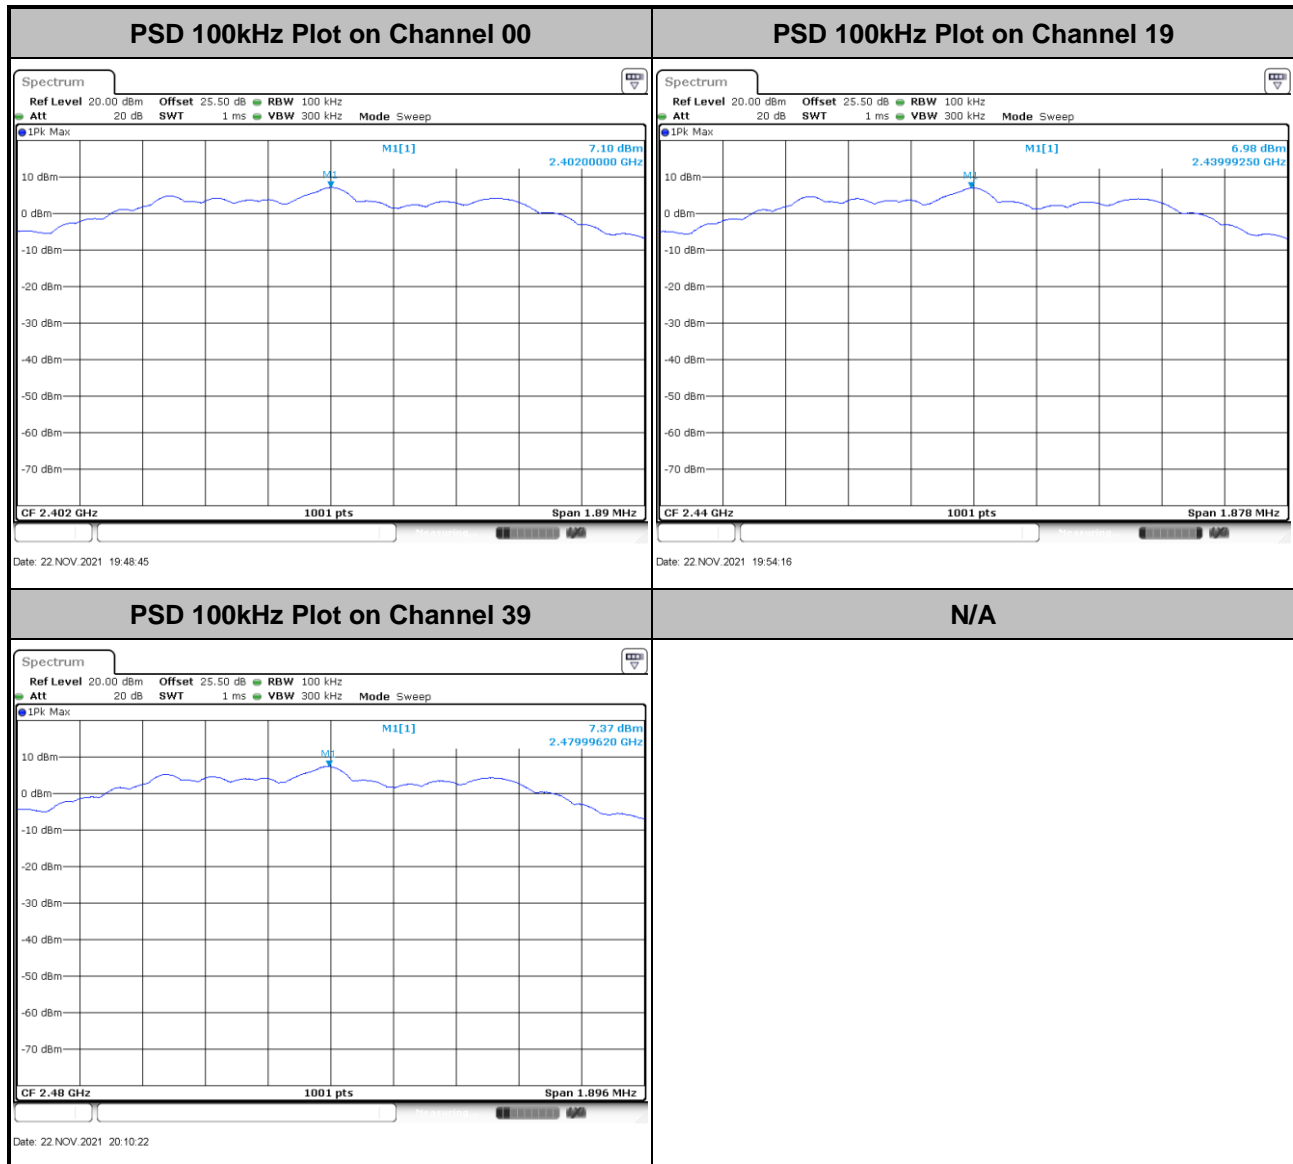 PSD 100kHz Plot on Channel 00
Spectrum
Ref Level 20.00 dBm Offset 25.50 dB RBW 100 kHz
Att 20 dB SWT 1 ms VBW 300 kHz Mode Sweep
1Pk Max
M1[1] 7.10 dBm
2.40200000 GHz
M1
10 dBm
0 dBm
-10 dBm
-20 dBm
-30 dBm
-40 dBm
-50 dBm
-60 dBm
-70 dBm
CF 2.402 GHz 1001 pts Span 1.89 MHz
Measuring
Date: 22.NOV.2021 19:48:45
PSD 100kHz Plot on Channel 19
Spectrum
Ref Level 20.00 dBm Offset 25.50 dB RBW 100 kHz
Att 20 dB SWT 1 ms VBW 300 kHz Mode Sweep
1Pk Max
M1[1] 6.98 dBm
2.43999250 GHz
M1
10 dBm
0 dBm
-10 dBm
-20 dBm
-30 dBm
-40 dBm
-50 dBm
-60 dBm
-70 dBm
CF 2.44 GHz 1001 pts Span 1.878 MHz
Measuring
Date: 22.NOV.2021 19:54:16
PSD 100kHz Plot on Channel 39
Spectrum
Ref Level 20.00 dBm Offset 25.50 dB RBW 100 kHz
Att 20 dB SWT 1 ms VBW 300 kHz Mode Sweep
1Pk Max
M1[1] 7.37 dBm
2.47999620 GHz
M1
10 dBm
0 dBm
-10 dBm
-20 dBm
-30 dBm
-40 dBm
-50 dBm
-60 dBm
-70 dBm
CF 2.48 GHz 1001 pts Span 1.896 MHz
Measuring
Date: 22.NOV.2021 20:10:22
N/A